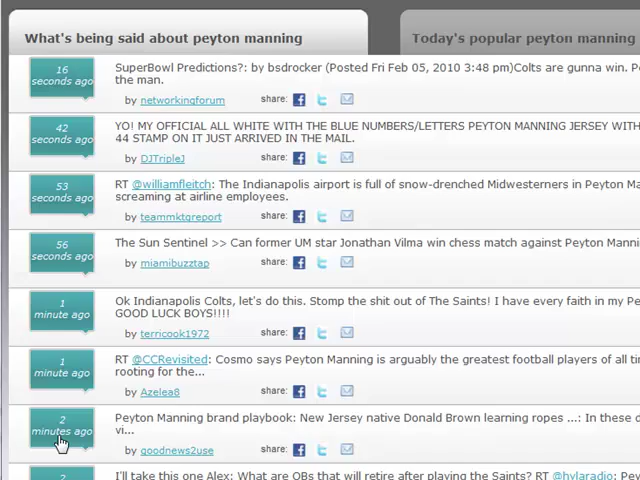 What's being said about peyton manning
Today's popular peyton manning
16
seconds ago
SuperBowl Predictions?: by bsdrocker (Posted Fri Feb 05, 2010 3:48 pm)Colts are gunna win.
the man.
by networkingforum
share:
42
seconds ago
YO! MY OFFICIAL ALL WHITE WITH THE BLUE NUMBERS/LETTERS PEYTON MANNING JERSEY WITH
44 STAMP ON IT JUST ARRIVED IN THE MAIL.
by DJTripleJ
share:
53
seconds ago
RT @williamfleitch: The Indianapolis airport is full of snow-drenched Midwesterners in Peyton
screaming at airline employees.
by teammktgreport
share:
56
seconds ago
The Sun Sentinel >> Can former UM star Jonathan Vilma win chess match against Peyton
by miamibuzztap
share:
1
minute ago
Ok Indianapolis Colts, let's do this. Stomp the shit out of The Saints! I have every faith in my
GOOD LUCK BOYS!!!!
by terricook1972
share:
1
minute ago
RT @CCRevisited: Cosmo says Peyton Manning is arguably the greatest football players of all
rooting for the...
by Azelea8
share:
2
minutes ago
Peyton Manning brand playbook: New Jersey native Donald Brown learning ropes ...: In these
vi...
by goodnews2use
share:
I'll take this one Alex: What are QBs that will retire after playing the Saints? RT @hylaradio: